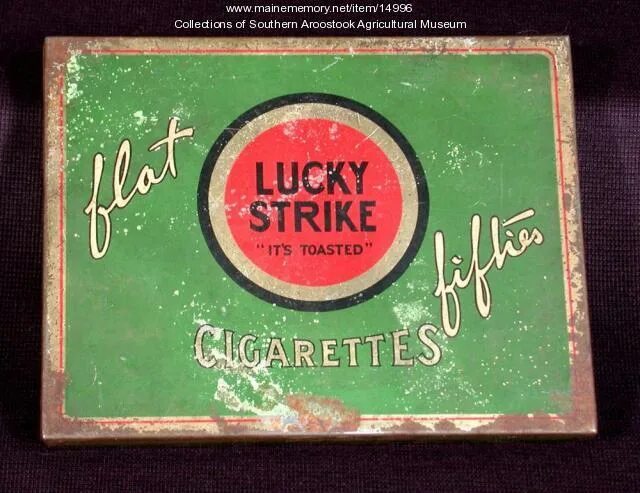 www.mainememory.net/item/14996
Collections of Southern Aroostook Agricultural Museum
flat
LUCKY
STRIKE
"IT'S TOASTED"
fifties
CIGARETTES